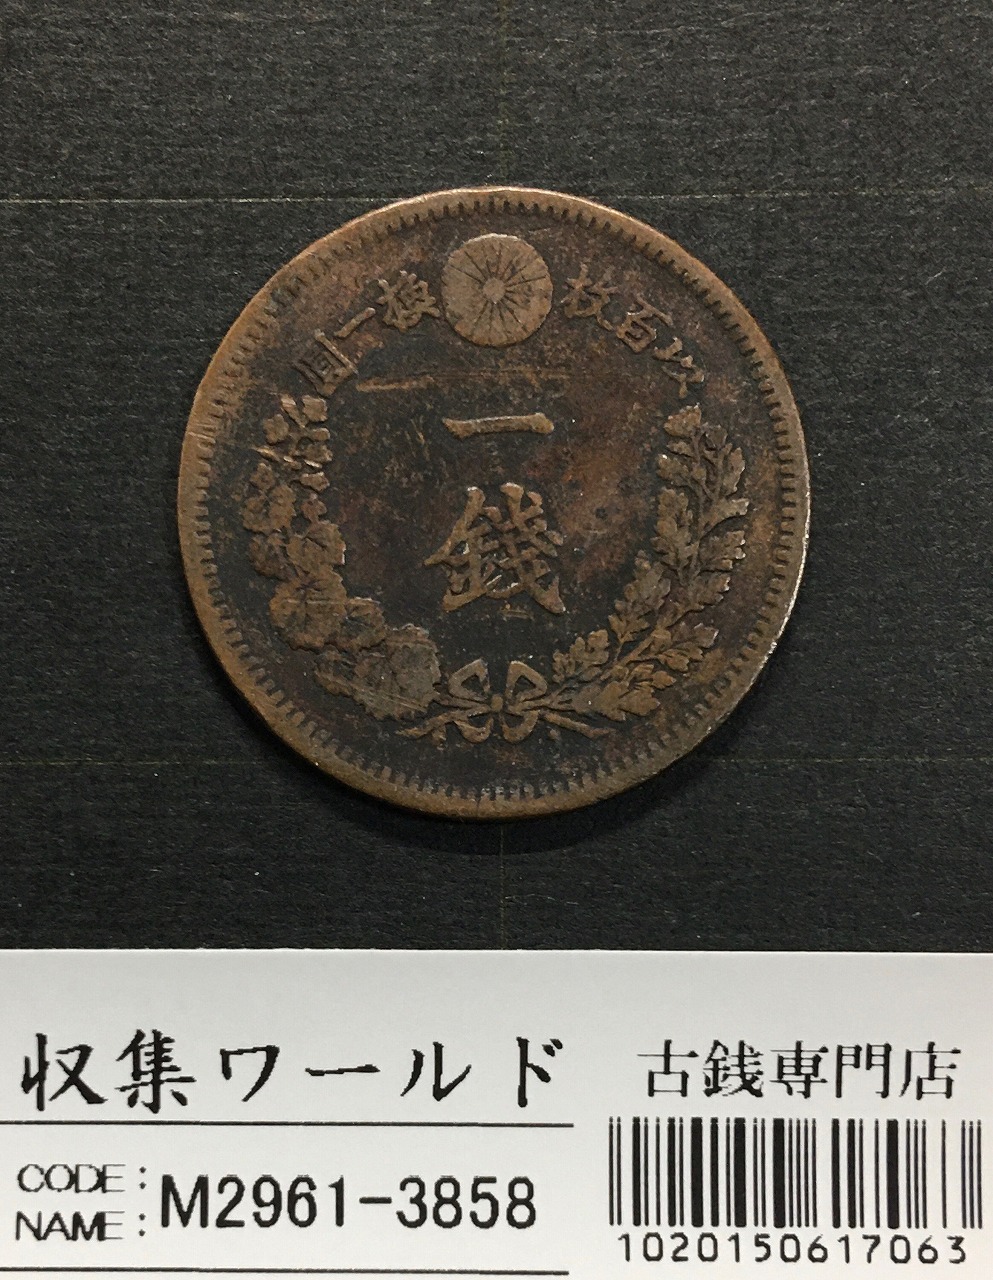 以百枚換一圓
一
錢
収集ワールド 古銭専門店
CODE:
NAME: M2961-3858
1020150617063